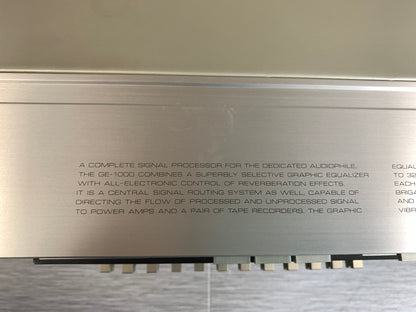 A COMPLETE SIGNAL PROCESSOR FOR THE DEDICATED AUDIOPHILE,
THE GE-1000 COMBINES A SUPERBLY SELECTIVE GRAPHIC EQUALIZER
WITH ALL-ELECTRONIC CONTROL OF REVERBERATION EFFECTS.
IT IS A CENTRAL SIGNAL ROUTING SYSTEM AS WELL, CAPABLE OF
DIRECTING THE FLOW OF PROCESSED AND UNPROCESSED SIGNAL
TO POWER AMPS AND A PAIR OF TAPE RECORDERS. THE GRAPHIC
EQUAL
TO 32
EACH
BRIGA
AND
VIBR